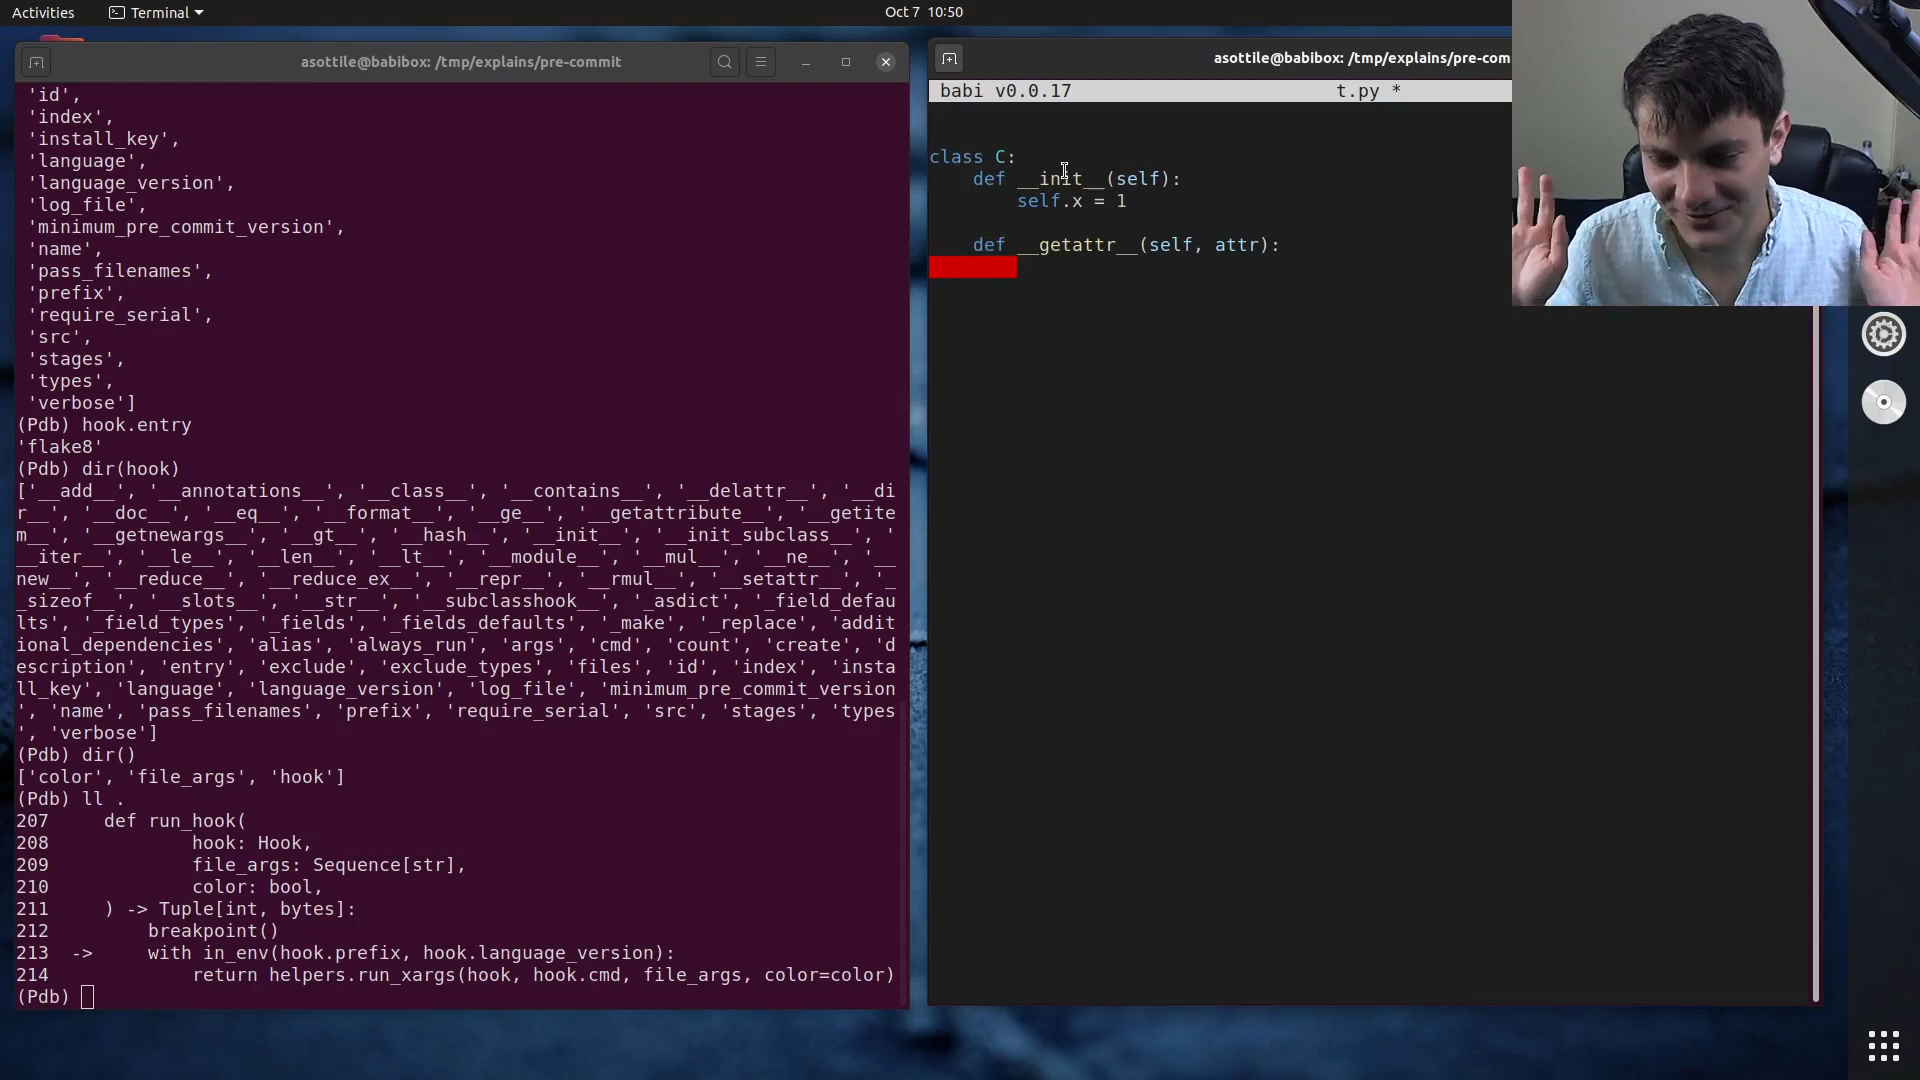 Activities
Terminal
Oct 7 10:50
asottile@babibox: /tmp/explains/pre-commit
'id',
'index',
'install_key',
'language',
'language_version',
'log_file',
'minimum_pre_commit_version',
'name',
'pass_filenames',
'prefix',
'require_serial',
'src',
'stages',
'types',
'verbose']
(Pdb) hook.entry
'flake8'
(Pdb) dir(hook)
['__add__', '__annotations__', '__class__', '__contains__', '__delattr__', '__di
r__', '__doc__', '__eq__', '__format__', '__ge__', '__getattribute__', '__getite
m__', '__getnewargs__', '__gt__', '__hash__', '__init__', '__init_subclass__', '
__iter__', '__le__', '__len__', '__lt__', '__module__', '__mul__', '__ne__', '__
new__', '__reduce__', '__reduce_ex__', '__repr__', '__rmul__', '__setattr__', '_
_sizeof__', '__slots__', '__str__', '__subclasshook__', '_asdict', '_field_defau
lts', '_field_types', '_fields', '_fields_defaults', '_make', '_replace', 'addit
ional_dependencies', 'alias', 'always_run', 'args', 'cmd', 'count', 'create', 'd
escription', 'entry', 'exclude', 'exclude_types', 'files', 'id', 'index', 'insta
ll_key', 'language', 'language_version', 'log_file', 'minimum_pre_commit_version
', 'name', 'pass_filenames', 'prefix', 'require_serial', 'src', 'stages', 'types
', 'verbose']
(Pdb) dir()
['color', 'file_args', 'hook']
(Pdb) ll .
207 def run_hook(
208 hook: Hook,
209 file_args: Sequence[str],
210 color: bool,
211 ) -> Tuple[int, bytes]:
212 breakpoint()
213 -> with in_env(hook.prefix, hook.language_version):
214 return helpers.run_xargs(hook, hook.cmd, file_args, color=color)
(Pdb)
asottile@babibox: /tmp/explains/pre-com
babi v0.0.17 t.py *
class C:
def __init__(self):
self.x = 1
def __getattr__(self, attr):